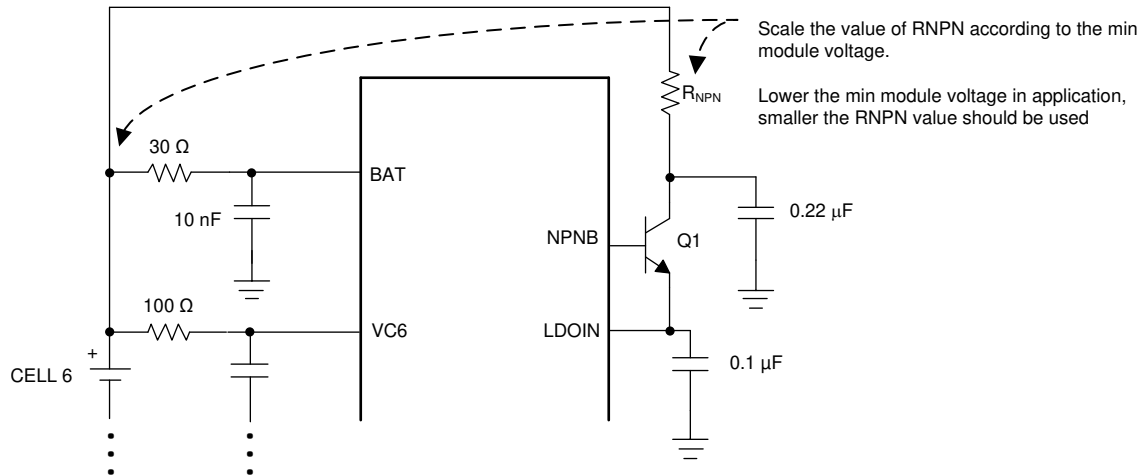 Scale the value of RNPN according to the min
module voltage.
Lower the min module voltage in application,
smaller the RNPN value should be used
RNPN
30 Ω
BAT
10 nF
0.22 µF
NPNB
Q1
100 Ω
VC6
LDOIN
+
CELL 6
0.1 µF